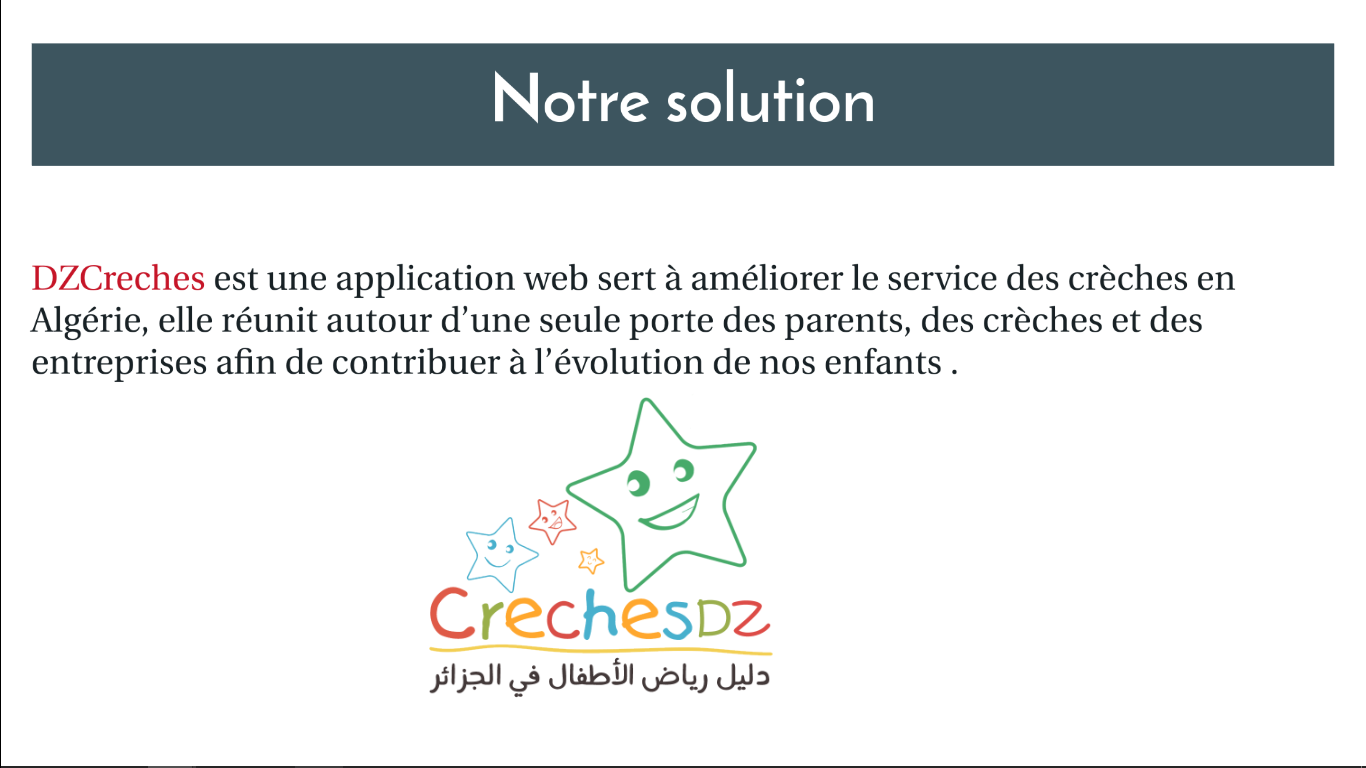 Notre solution
DZCreches est une application web sert à améliorer le service des crèches en
Algérie, elle réunit autour d’une seule porte des parents, des crèches et des
entreprises afin de contribuer à l’évolution de nos enfants .
CrechesDZ
دليل رياض الأطفال في الجزائر